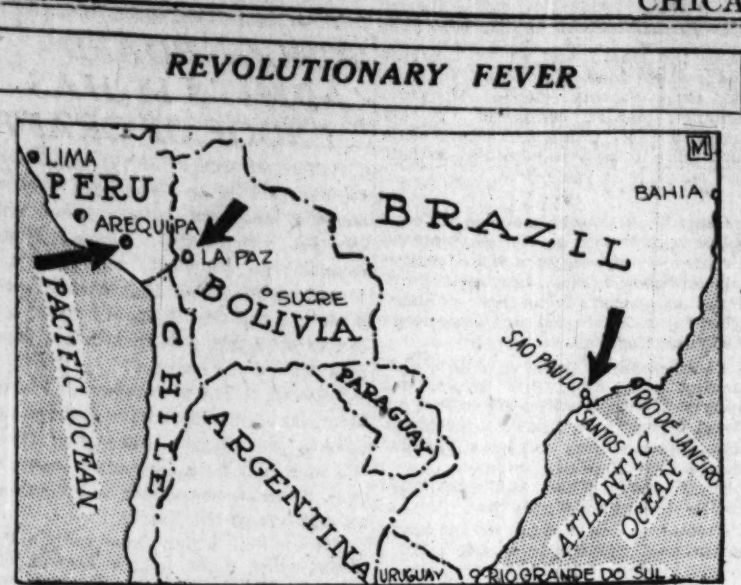 CHICA
REVOLUTIONARY FEVER
M
LIMA
PERU
BAHIA
BRAZIL
AREQUIPA
LA PAZ
BOLIVIA
SUCRE
PACIFIC OCEAN
CHILE
SÃO PAULO
SANTOS
RIO DE JANEIRO
PARAGUAY
ARGENTINA
ATLANTIC
OCEAN
URUGUAY
RIO GRANDE DO SUL